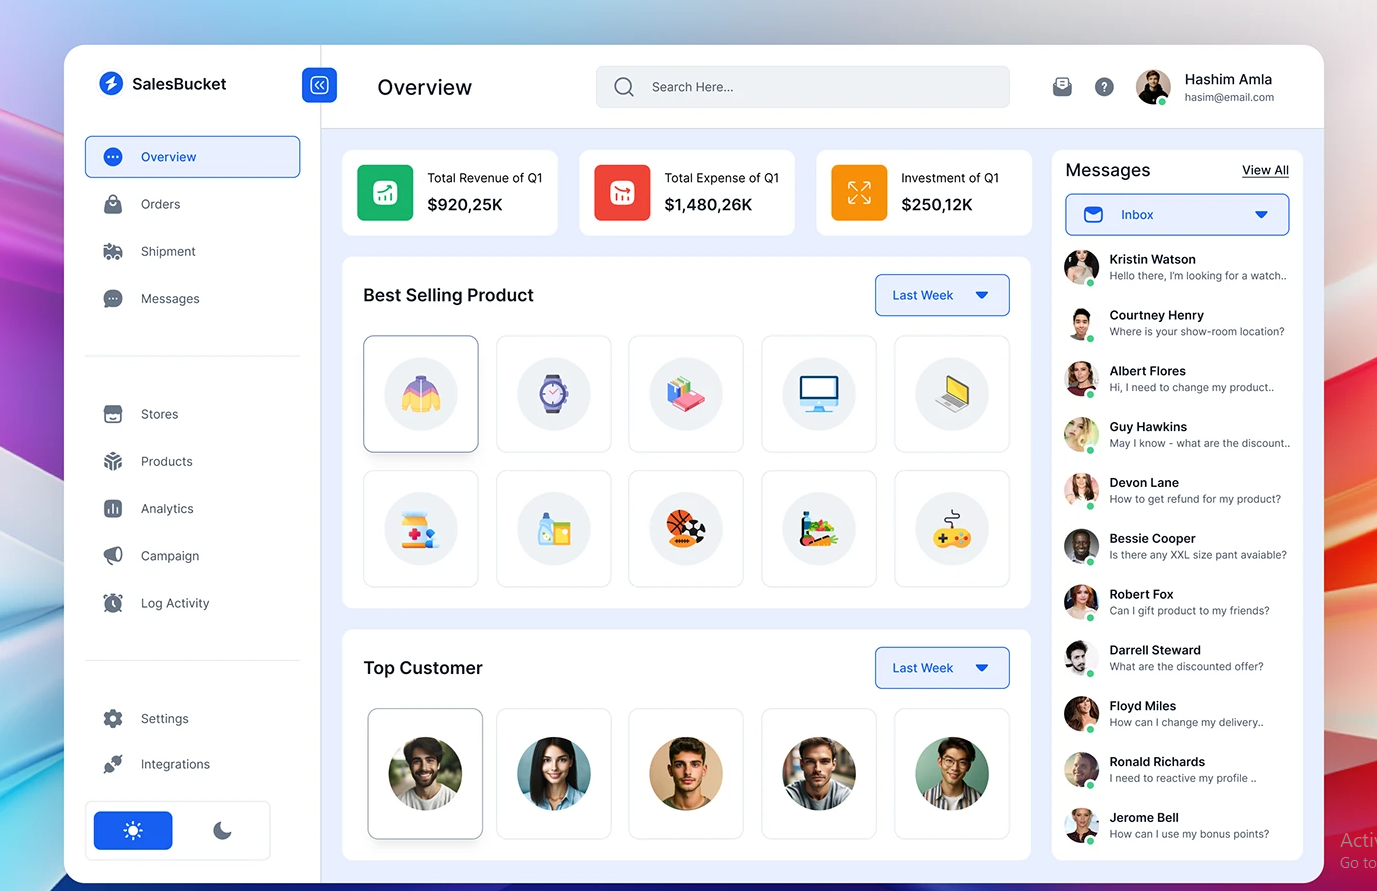 SalesBucket
Overview
Orders
Shipment
Messages
Stores
Products
Analytics
Campaign
Log Activity
Settings
Integrations
Overview
Search Here...
?
Hashim Amla
hasim@email.com
Total Revenue of Q1
$920,25K
Total Expense of Q1
$1,480,26K
Investment of Q1
$250,12K
Best Selling Product
Last Week
Top Customer
Last Week
Messages
View All
Inbox
Kristin Watson
Hello there, I'm looking for a watch..
Courtney Henry
Where is your show-room location?
Albert Flores
Hi, I need to change my product..
Guy Hawkins
May I know - what are the discount..
Devon Lane
How to get refund for my product?
Bessie Cooper
Is there any XXL size pant avaiable?
Robert Fox
Can I gift product to my friends?
Darrell Steward
What are the discounted offer?
Floyd Miles
How can I change my delivery..
Ronald Richards
I need to reactive my profile ..
Jerome Bell
How can I use my bonus points?
Activ
Go to